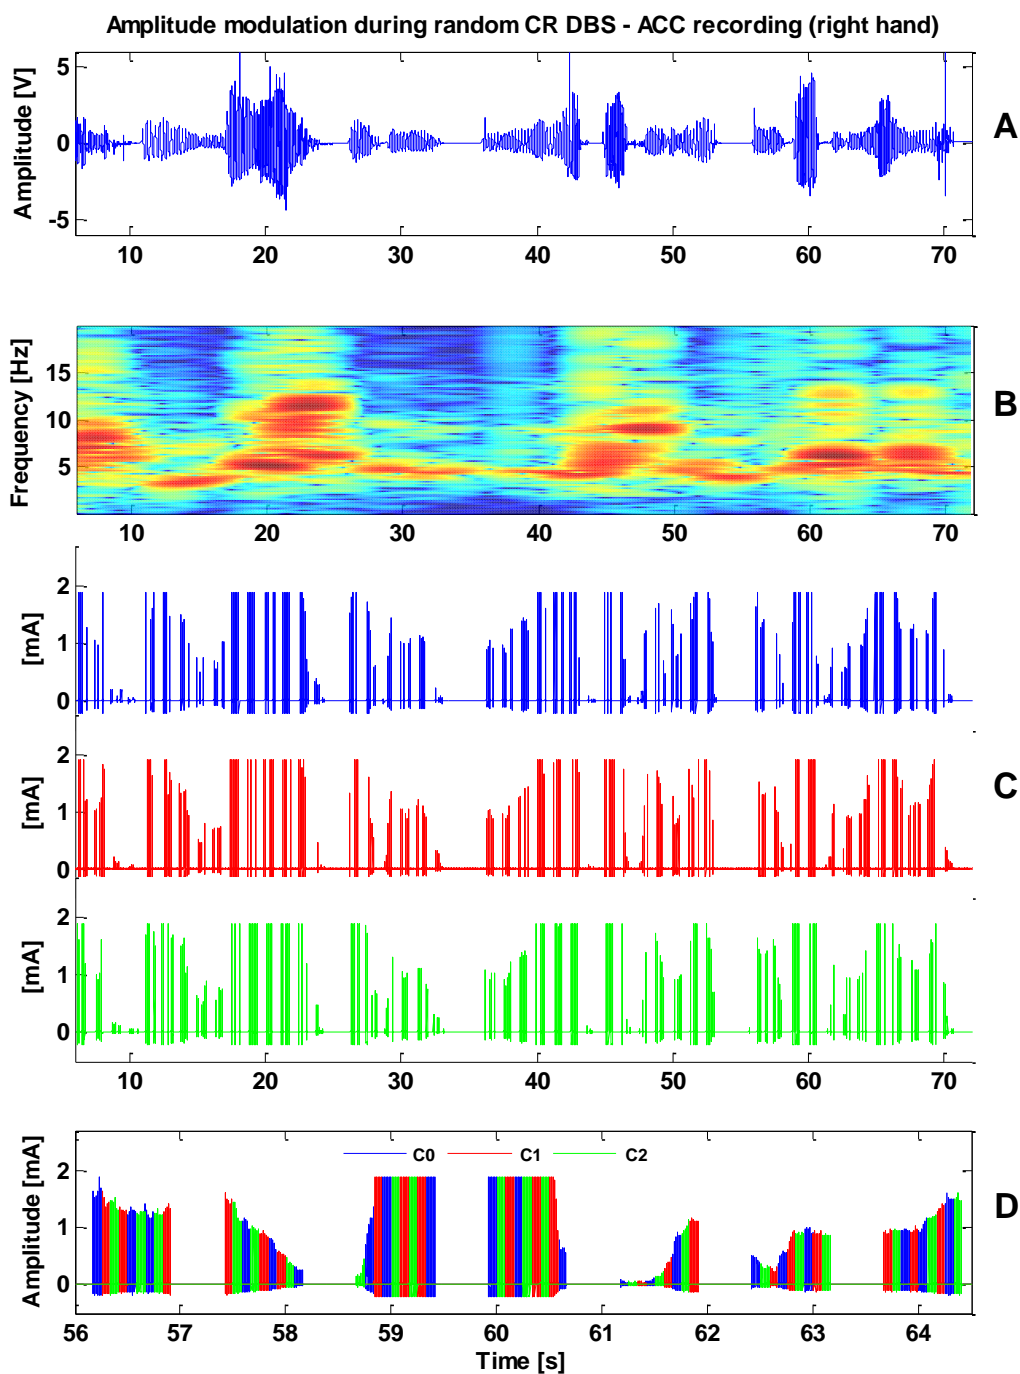 Amplitude modulation during random CR DBS - ACC recording (right hand)
Amplitude [V]
5
0
-5
10 20 30 40 50 60 70
A
Frequency [Hz]
15
10
5
10 20 30 40 50 60 70
B
[mA]
2
1
0
[mA]
2
1
0
C
[mA]
2
1
0
10 20 30 40 50 60 70
Amplitude [mA]
2
1
0
C0 C1 C2
D
56 57 58 59 60 61 62 63 64
Time [s]